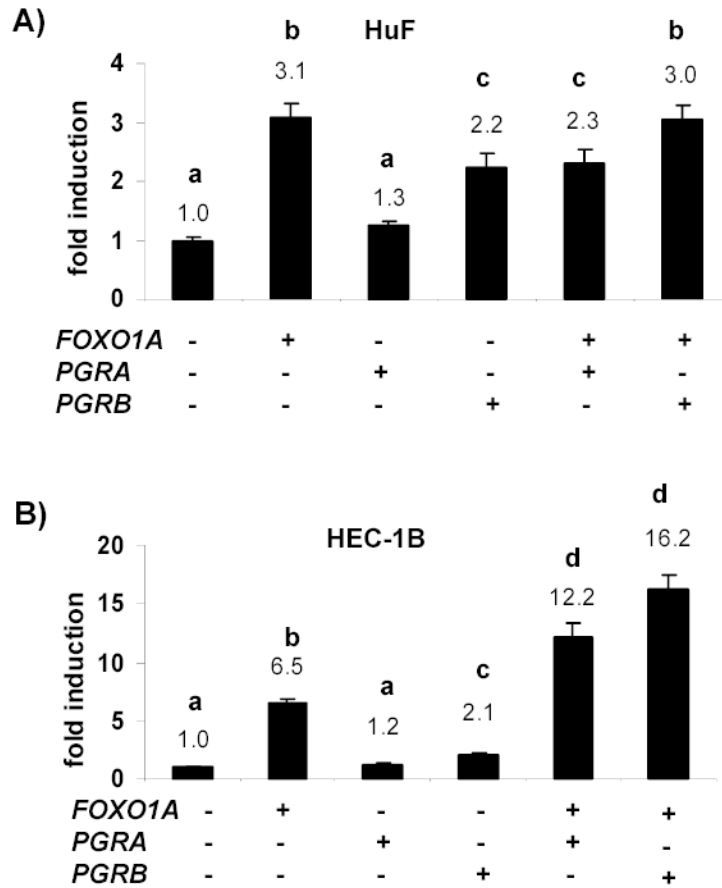 A)
HuF
b
b
c
c
a
a
3.1
3.0
2.2
2.3
1.0
1.3
fold induction
4
3
2
1
0
FOXO1A - + - - + +
PGRA - - + - + -
PGRB - - - + - +
B)
HEC-1B
d
d
b
c
a
a
16.2
12.2
6.5
2.1
1.0
1.2
fold induction
20
15
10
5
0
FOXO1A - + - - + +
PGRA - - + - + -
PGRB - - - + - +